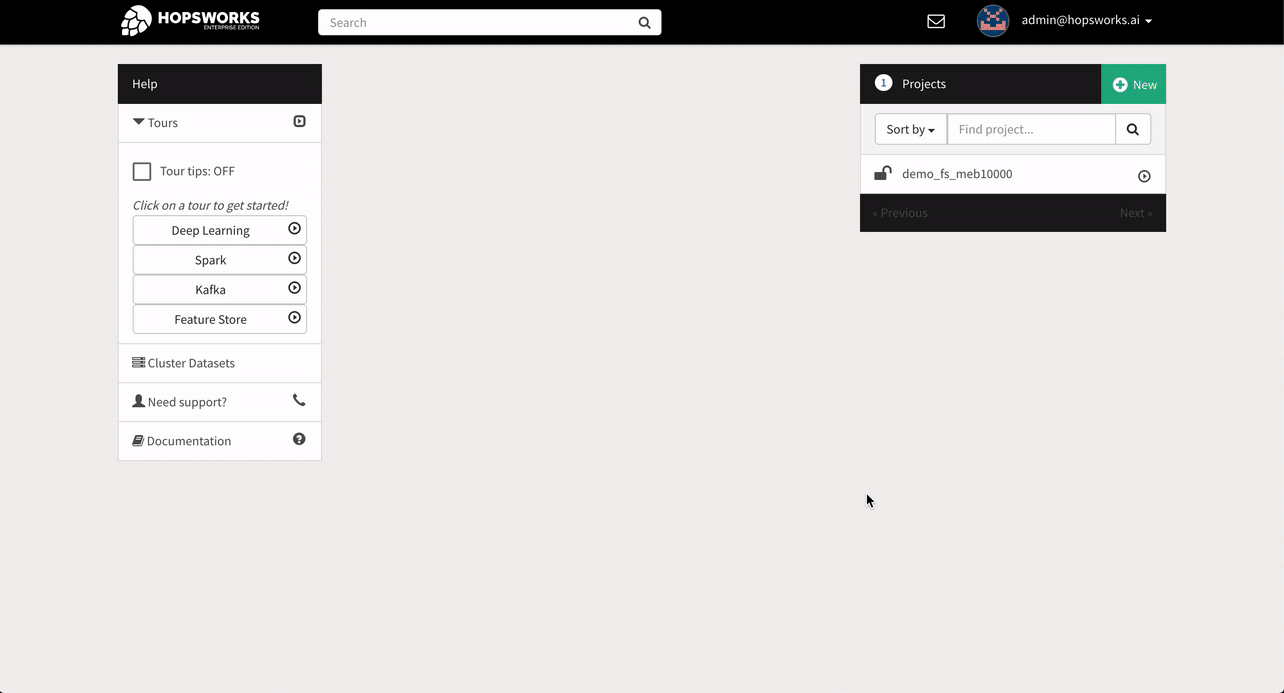 HOPSWORKS
ENTERPRISE EDITION
Search
admin@hopsworks.ai
Help
Tours
Tour tips: OFF
Click on a tour to get started!
Deep Learning
Spark
Kafka
Feature Store
Cluster Datasets
Need support?
Documentation
1 Projects
New
Sort by
Find project...
demo_fs_meb10000
« Previous
Next »